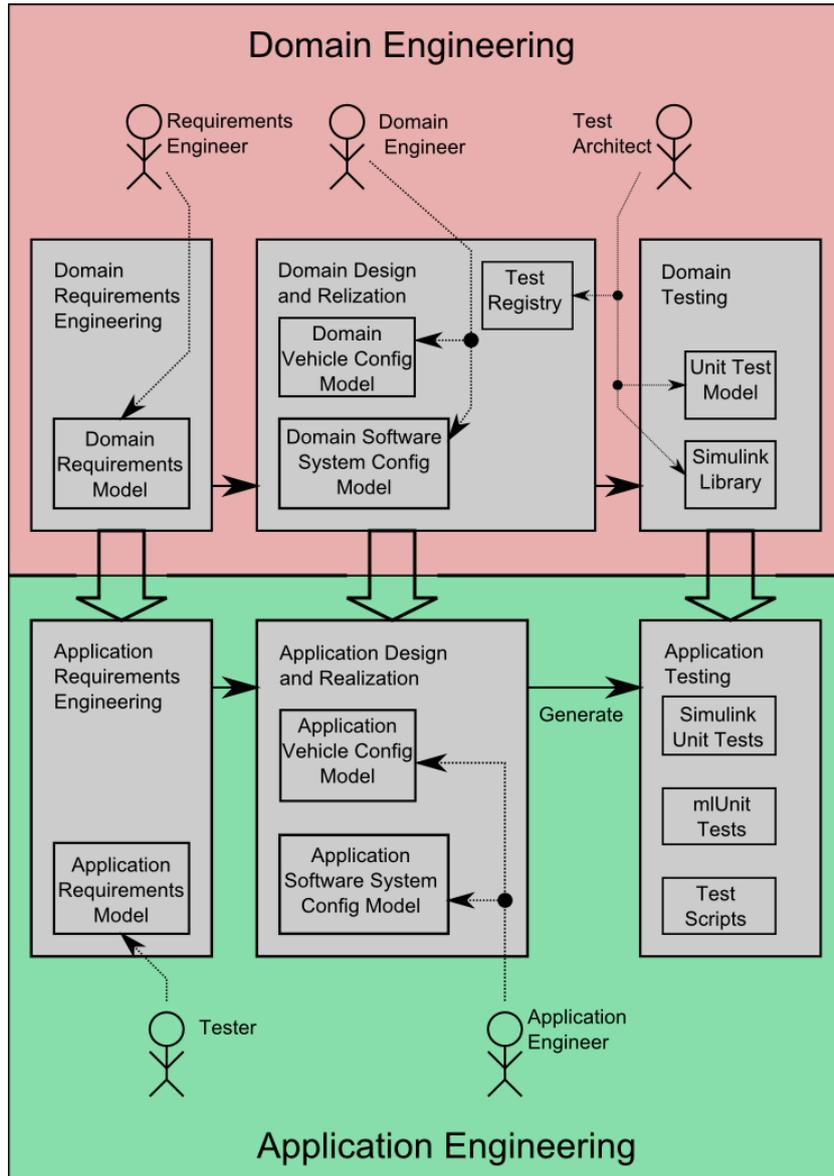 Domain Engineering
Requirements
Engineer
Domain
Engineer
Test
Architect
Domain
Requirements
Engineering
Domain
Requirements
Model
Domain Design
and Relization
Test
Registry
Domain
Vehicle Config
Model
Domain Software
System Config
Model
Domain
Testing
Unit Test
Model
Simulink
Library
Application
Requirements
Engineering
Application
Requirements
Model
Application Design
and Realization
Application
Vehicle Config
Model
Application
Software System
Config Model
Generate
Application
Testing
Simulink
Unit Tests
mlUnit
Tests
Test
Scripts
Tester
Application
Engineer
Application Engineering